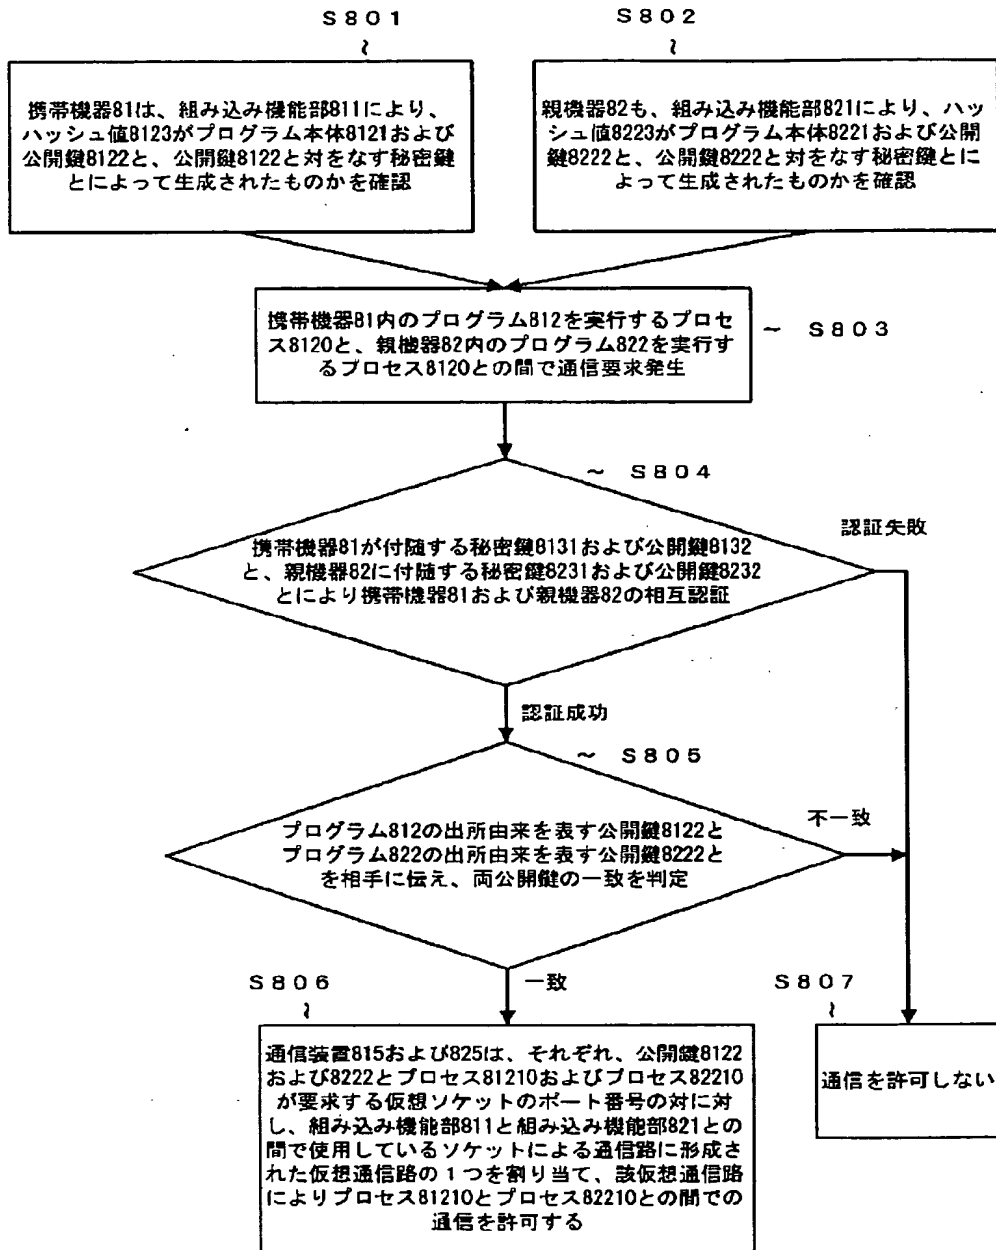 S801
携帯機器81は、組み込み機能部811により、
ハッシュ値8123がプログラム本体8121および
公開鍵8122と、公開鍵8122と対をなす秘密鍵
とによって生成されたものかを確認
S802
親機器82も、組み込み機能部821により、ハッ
シュ値8223がプログラム本体8221および公開
鍵8222と、公開鍵8222と対をなす秘密鍵とに
よって生成されたものかを確認
携帯機器81内のプログラム812を実行するプロセ
ス8120と、親機器82内のプログラム822を実行す
るプロセス8120との間で通信要求発生
~ S803
~ S804
携帯機器81が付随する秘密鍵8131および公開鍵8132
と、親機器82に付随する秘密鍵8231および公開鍵8232
とにより携帯機器81および親機器82の相互認証
認証失敗
認証成功
~ S805
プログラム812の出所由来を表す公開鍵8122と
プログラム822の出所由来を表す公開鍵8222と
を相手に伝え、両公開鍵の一致を判定
不一致
一致
S806
通信装置815および825は、それぞれ、公開鍵8122
および8222とプロセス81210およびプロセス82210
が要求する仮想ソケットのポート番号の対に対
し、組み込み機能部811と組み込み機能部821との
間で使用しているソケットによる通信路に形成され
た仮想通信路の1つを割り当て、該仮想通信路
によりプロセス81210とプロセス82210との間での
通信を許可する
S807
通信を許可しない